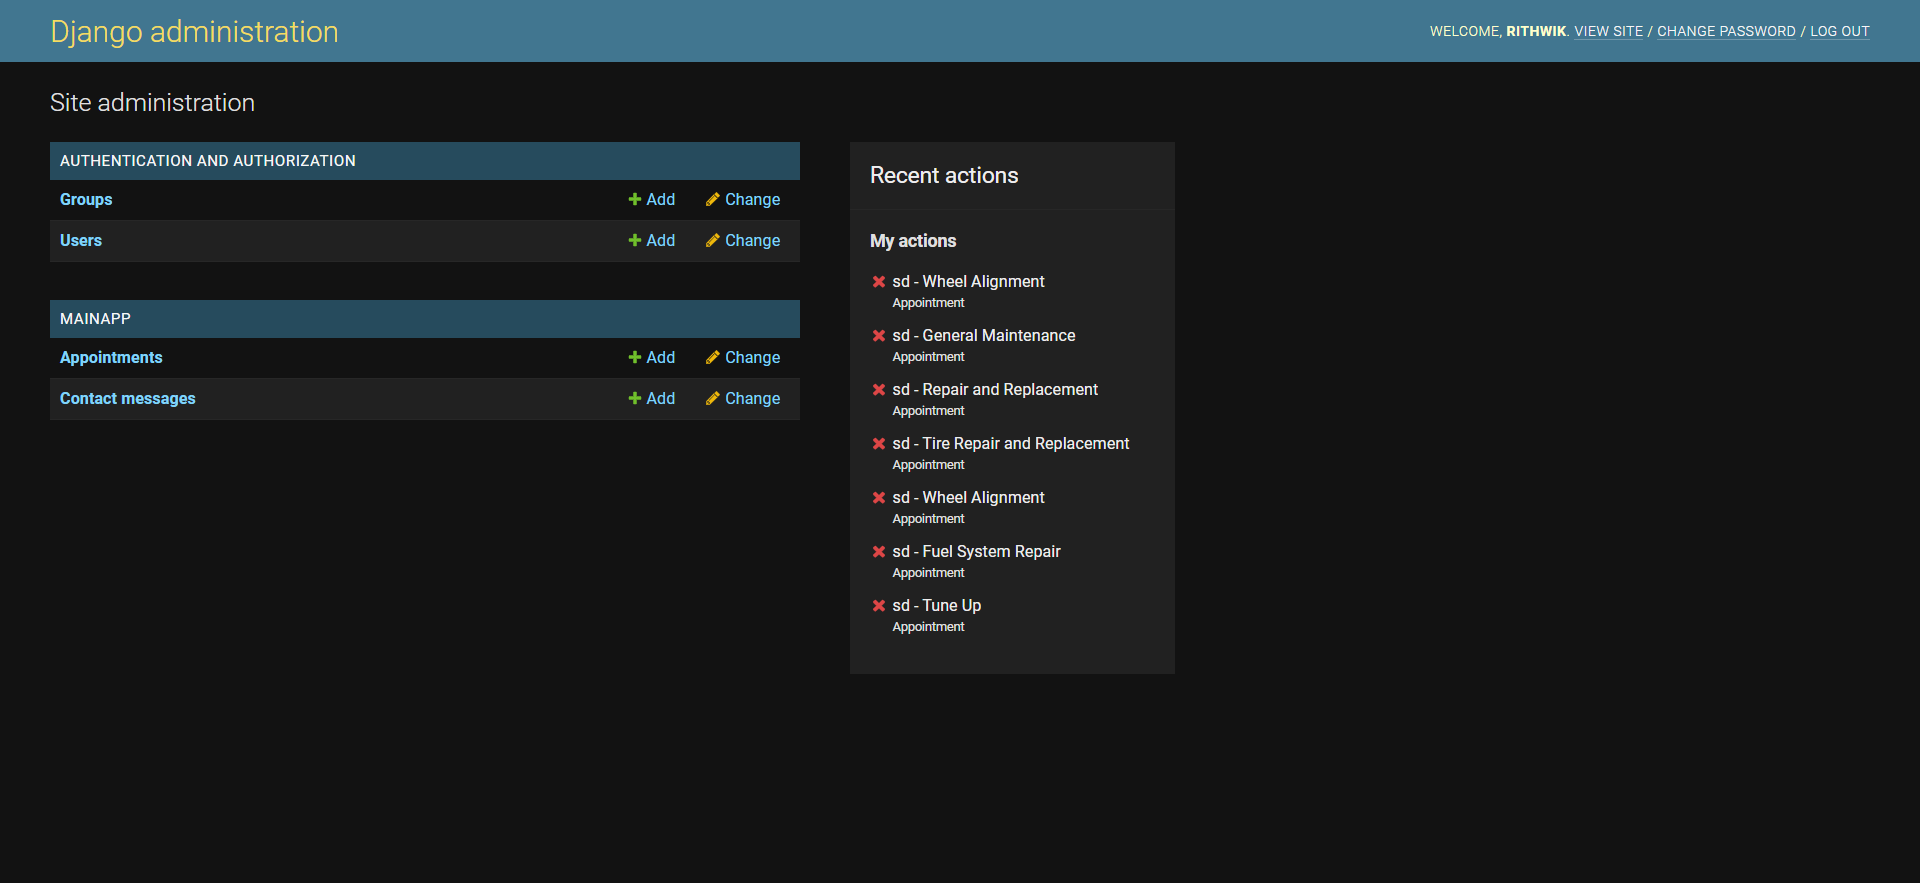 Django administration
WELCOME, RITHWIK. VIEW SITE / CHANGE PASSWORD / LOG OUT
Site administration
AUTHENTICATION AND AUTHORIZATION
Groups Add Change
Users Add Change
MAINAPP
Appointments Add Change
Contact messages Add Change
Recent actions
My actions
sd - Wheel Alignment
Appointment
sd - General Maintenance
Appointment
sd - Repair and Replacement
Appointment
sd - Tire Repair and Replacement
Appointment
sd - Wheel Alignment
Appointment
sd - Fuel System Repair
Appointment
sd - Tune Up
Appointment